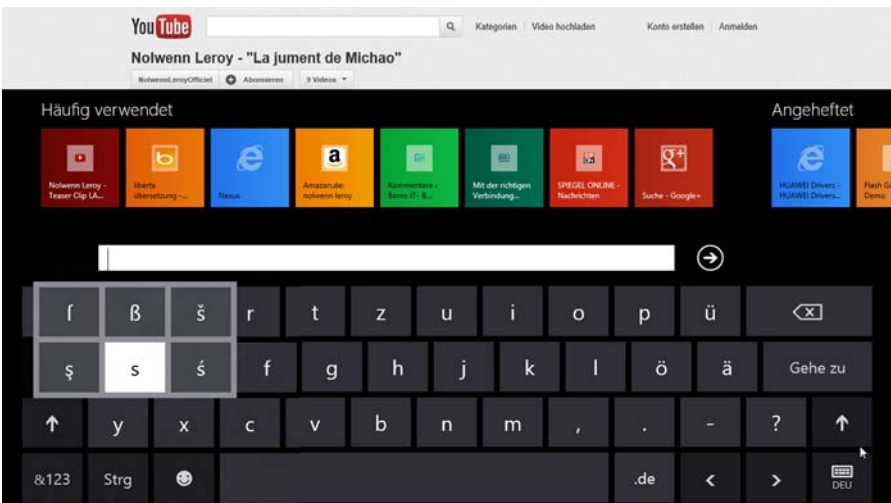 YouTube Kategorien Video hochladen Konto erstellen Anmelden
Nolwenn Leroy - "La jument de Michao"
NolwennLeroyOfficiel Abonnieren 9 Videos
Häufig verwendet Angeheftet
Nolwenn Leroy - Teaser Clip LA...
liberta übersetzung -...
Nexus
Amazon.de: nolwenn leroy
Kommentare ‹ Borns IT- &...
Mit der richtigen Verbindung,...
SPIEGEL ONLINE - Nachrichten
Suche - Google+
HUAWEI Drivers - HUAWEI Drivers...
Demo
ſ ß š r t z u i o p ü
ş s ś f g h j k l ö ä Gehe zu
y x c v b n m , . - ?
&123 Strg .de < > DEU